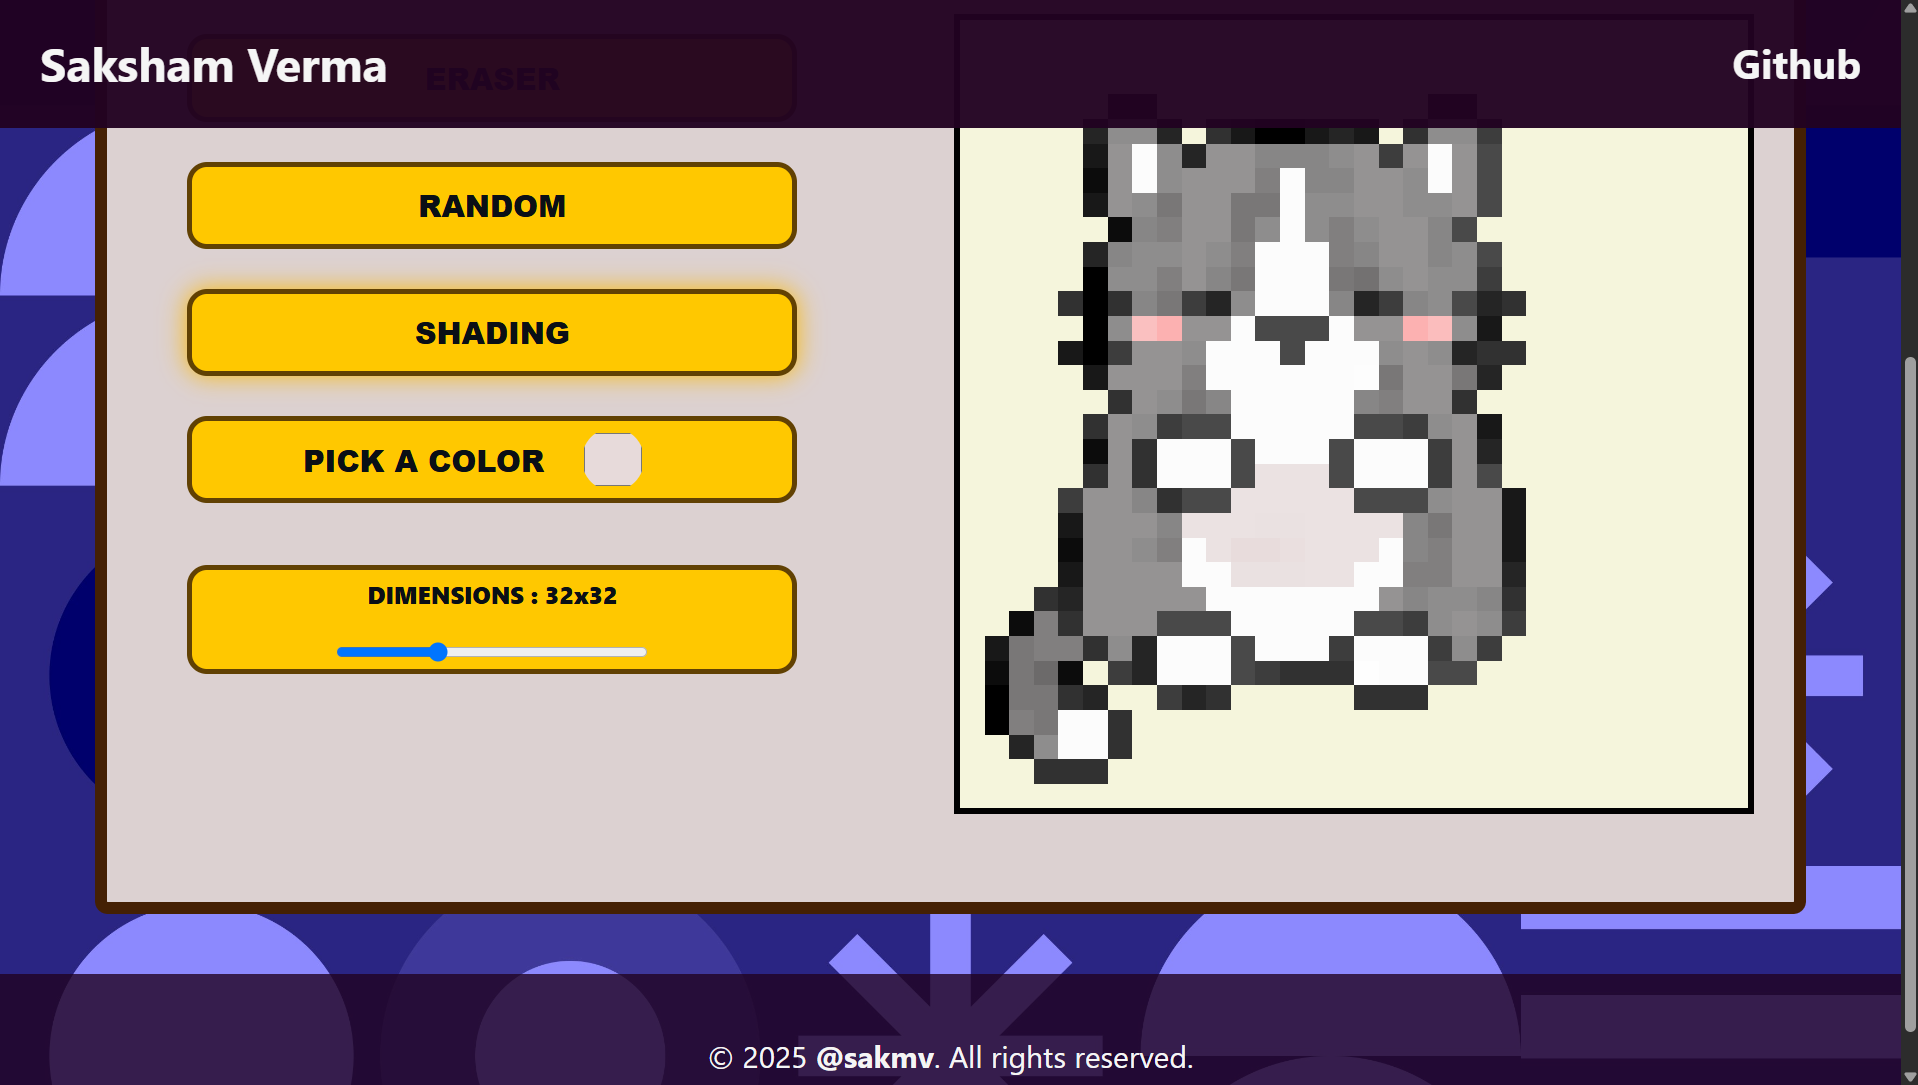 Saksham Verma
Github
ERASER
RANDOM
SHADING
PICK A COLOR
DIMENSIONS : 32x32
© 2025 @sakmv. All rights reserved.